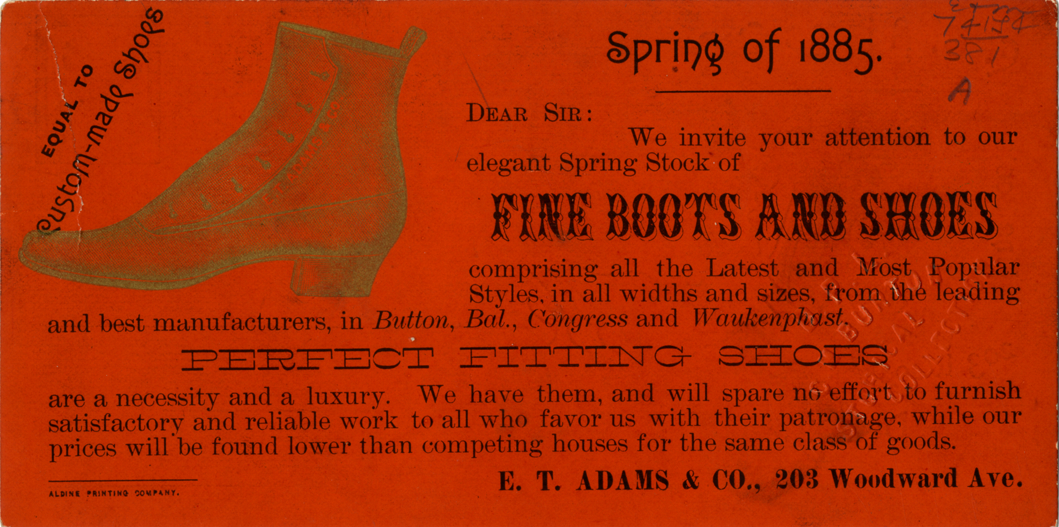 EQUAL TO
Custom-made Shoes
Spring of 1885.
DEAR SIR:
We invite your attention to our
elegant Spring Stock of
FINE BOOTS AND SHOES
comprising all the Latest and Most Popular
Styles, in all widths and sizes, from the leading
and best manufacturers, in Button, Bal., Congress and Waukenphast.
PERFECT FITTING SHOES
are a necessity and a luxury. We have them, and will spare no effort to furnish
satisfactory and reliable work to all who favor us with their patronage, while our
prices will be found lower than competing houses for the same class of goods.
E. T. ADAMS & CO., 203 Woodward Ave.
ALDINE PRINTING COMPANY.
381
A
BURTON
HISTORICAL
COLLECTION